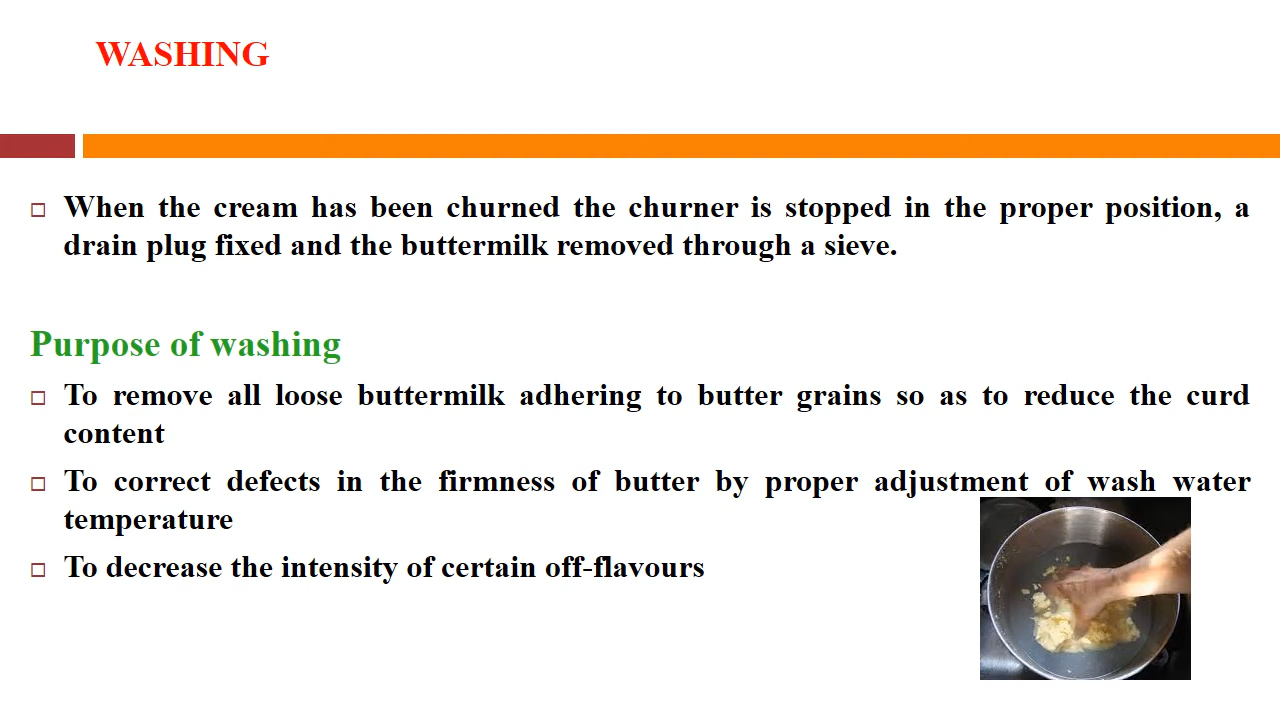 WASHING
When the cream has been churned the churner is stopped in the proper position, a
drain plug fixed and the buttermilk removed through a sieve.
Purpose of washing
To remove all loose buttermilk adhering to butter grains so as to reduce the curd
content
To correct defects in the firmness of butter by proper adjustment of wash water
temperature
To decrease the intensity of certain off-flavours